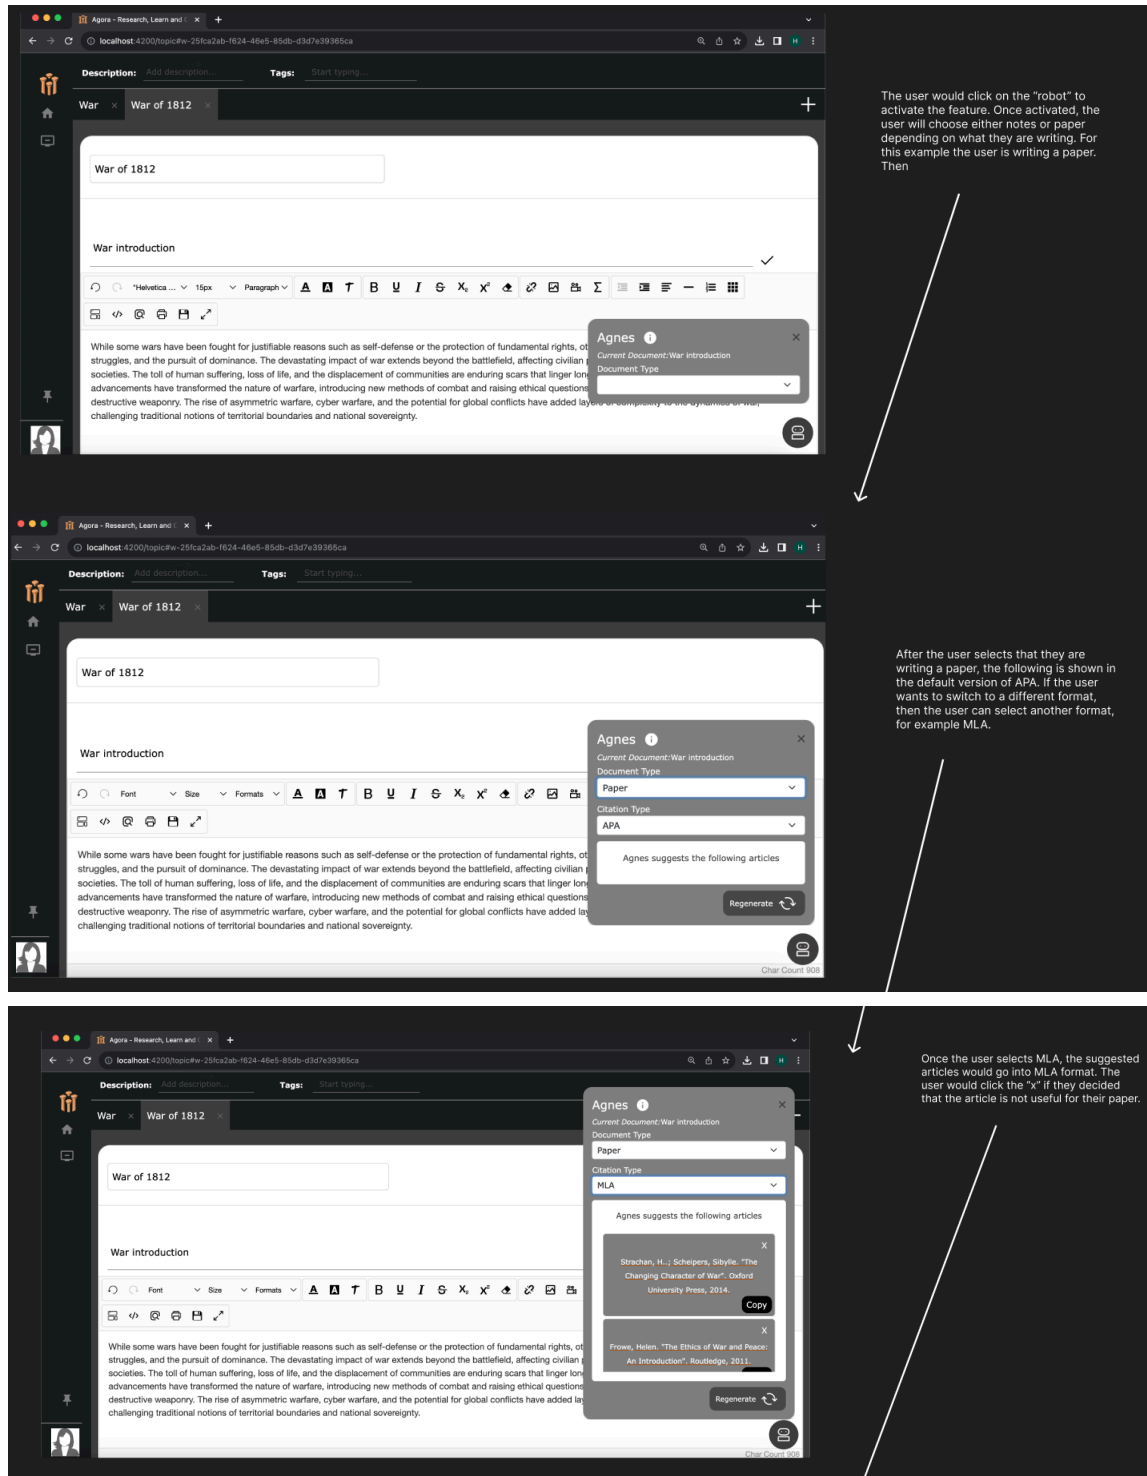 Agora - Research, Learn and
localhost:4200/topic#w-25fca2ab-f624-46e5-85db-d3d7e39365ca
Description: Add description... Tags: Start typing...
War × War of 1812 × +
War of 1812
War introduction
"Helvetica ... 15px Paragraph A A T B U I S X₂ X² Σ
While some wars have been fought for justifiable reasons such as self-defense or the protection of fundamental rights, ot
struggles, and the pursuit of dominance. The devastating impact of war extends beyond the battlefield, affecting civilian
societies. The toll of human suffering, loss of life, and the displacement of communities are enduring scars that linger lon
advancements have transformed the nature of warfare, introducing new methods of combat and raising ethical questions
destructive weaponry. The rise of asymmetric warfare, cyber warfare, and the potential for global conflicts have added layers of complexity to the dynamics of war,
challenging traditional notions of territorial boundaries and national sovereignty.
Agnes
Current Document:War introduction
Document Type
The user would click on the "robot" to
activate the feature. Once activated, the
user will choose either notes or paper
depending on what they are writing. For
this example the user is writing a paper.
Then
Agora - Research, Learn and
localhost:4200/topic#w-25fca2ab-f624-46e5-85db-d3d7e39365ca
Description: Add description... Tags: Start typing...
War × War of 1812 × +
War of 1812
War introduction
Font Size Formats A A T B U I S X₂ X²
While some wars have been fought for justifiable reasons such as self-defense or the protection of fundamental rights, ot
struggles, and the pursuit of dominance. The devastating impact of war extends beyond the battlefield, affecting civilian
societies. The toll of human suffering, loss of life, and the displacement of communities are enduring scars that linger lon
advancements have transformed the nature of warfare, introducing new methods of combat and raising ethical questions
destructive weaponry. The rise of asymmetric warfare, cyber warfare, and the potential for global conflicts have added lay
challenging traditional notions of territorial boundaries and national sovereignty.
Char Count 908
Agnes
Current Document:War introduction
Document Type
Paper
Citation Type
APA
Agnes suggests the following articles
Regenerate
After the user selects that they are
writing a paper, the following is shown in
the default version of APA. If the user
wants to switch to a different format,
then the user can select another format,
for example MLA.
Agora - Research, Learn and
localhost:4200/topic#w-25fca2ab-f624-46e5-85db-d3d7e39365ca
Description: Add description... Tags: Start typing...
War × War of 1812 ×
War of 1812
War introduction
Font Size Formats A A T B U I S X₂ X²
While some wars have been fought for justifiable reasons such as self-defense or the protection of fundamental rights, ot
struggles, and the pursuit of dominance. The devastating impact of war extends beyond the battlefield, affecting civilian
societies. The toll of human suffering, loss of life, and the displacement of communities are enduring scars that linger lon
advancements have transformed the nature of warfare, introducing new methods of combat and raising ethical questions
destructive weaponry. The rise of asymmetric warfare, cyber warfare, and the potential for global conflicts have added lay
challenging traditional notions of territorial boundaries and national sovereignty.
Char Count 908
Agnes
Current Document:War introduction
Document Type
Paper
Citation Type
MLA
Agnes suggests the following articles
X
Strachan, H..; Scheipers, Sibylle. "The
Changing Character of War". Oxford
University Press, 2014.
Copy
X
Frowe, Helen. "The Ethics of War and Peace:
An Introduction". Routledge, 2011.
Regenerate
Once the user selects MLA, the suggested
articles would go into MLA format. The
user would click the "x" if they decided
that the article is not useful for their paper.